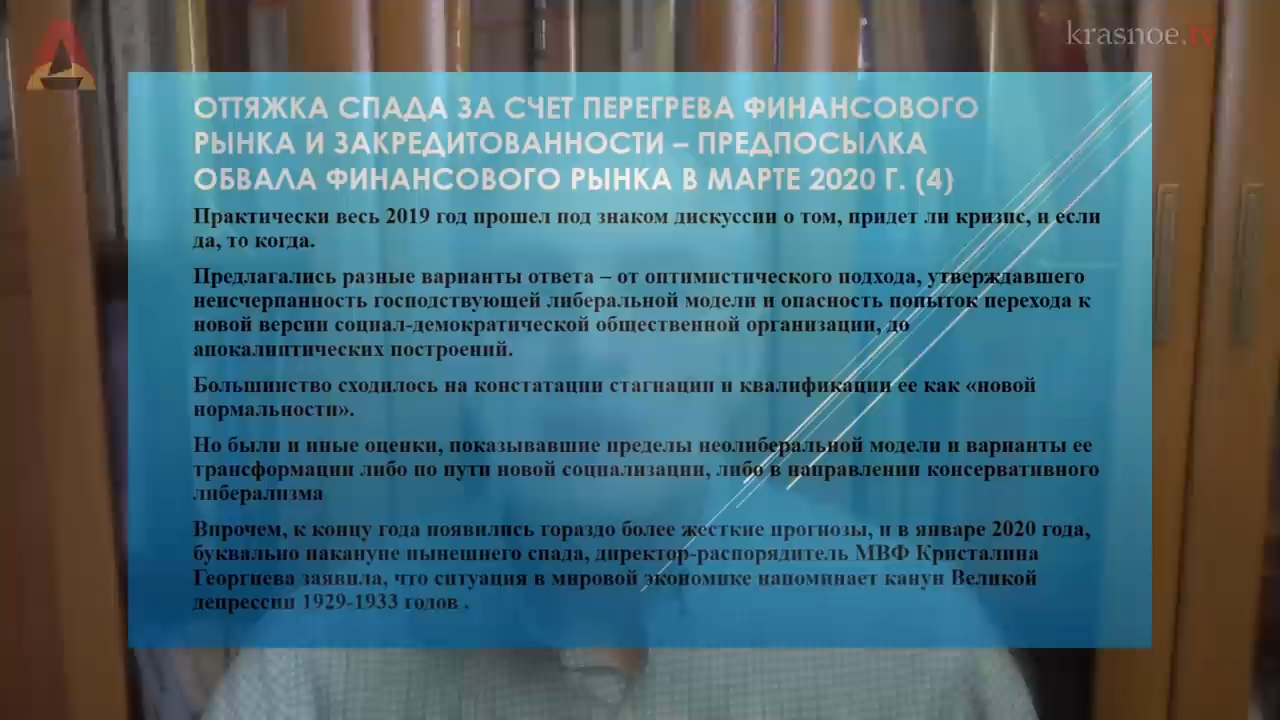 krasnoe.tv
ОТТЯЖКА СПАДА ЗА СЧЕТ ПЕРЕГРЕВА ФИНАНСОВОГО
РЫНКА И ЗАКРЕДИТОВАННОСТИ – ПРЕДПОСЫЛКА
ОБВАЛА ФИНАНСОВОГО РЫНКА В МАРТЕ 2020 Г. (4)
Практически весь 2019 год прошел под знаком дискуссии о том, придет ли кризис, и если
да, то когда.
Предлагались разные варианты ответа – от оптимистического подхода, утверждавшего
неисчерпанность господствующей либеральной модели и опасность попыток перехода к
новой версии социал-демократической общественной организации, до
апокалиптических построений.
Большинство сходилось на констатации стагнации и квалификации ее как «новой
нормальности».
Но были и иные оценки, показывавшие пределы неолиберальной модели и варианты ее
трансформации либо по пути новой социализации, либо в направлении консервативного
либерализма
Впрочем, к концу года появились гораздо более жесткие прогнозы, и в январе 2020 года,
буквально накануне нынешнего спада, директор-распорядитель МВФ Кристалина
Георгиева заявила, что ситуация в мировой экономике напоминает канун Великой
депрессии 1929-1933 годов .